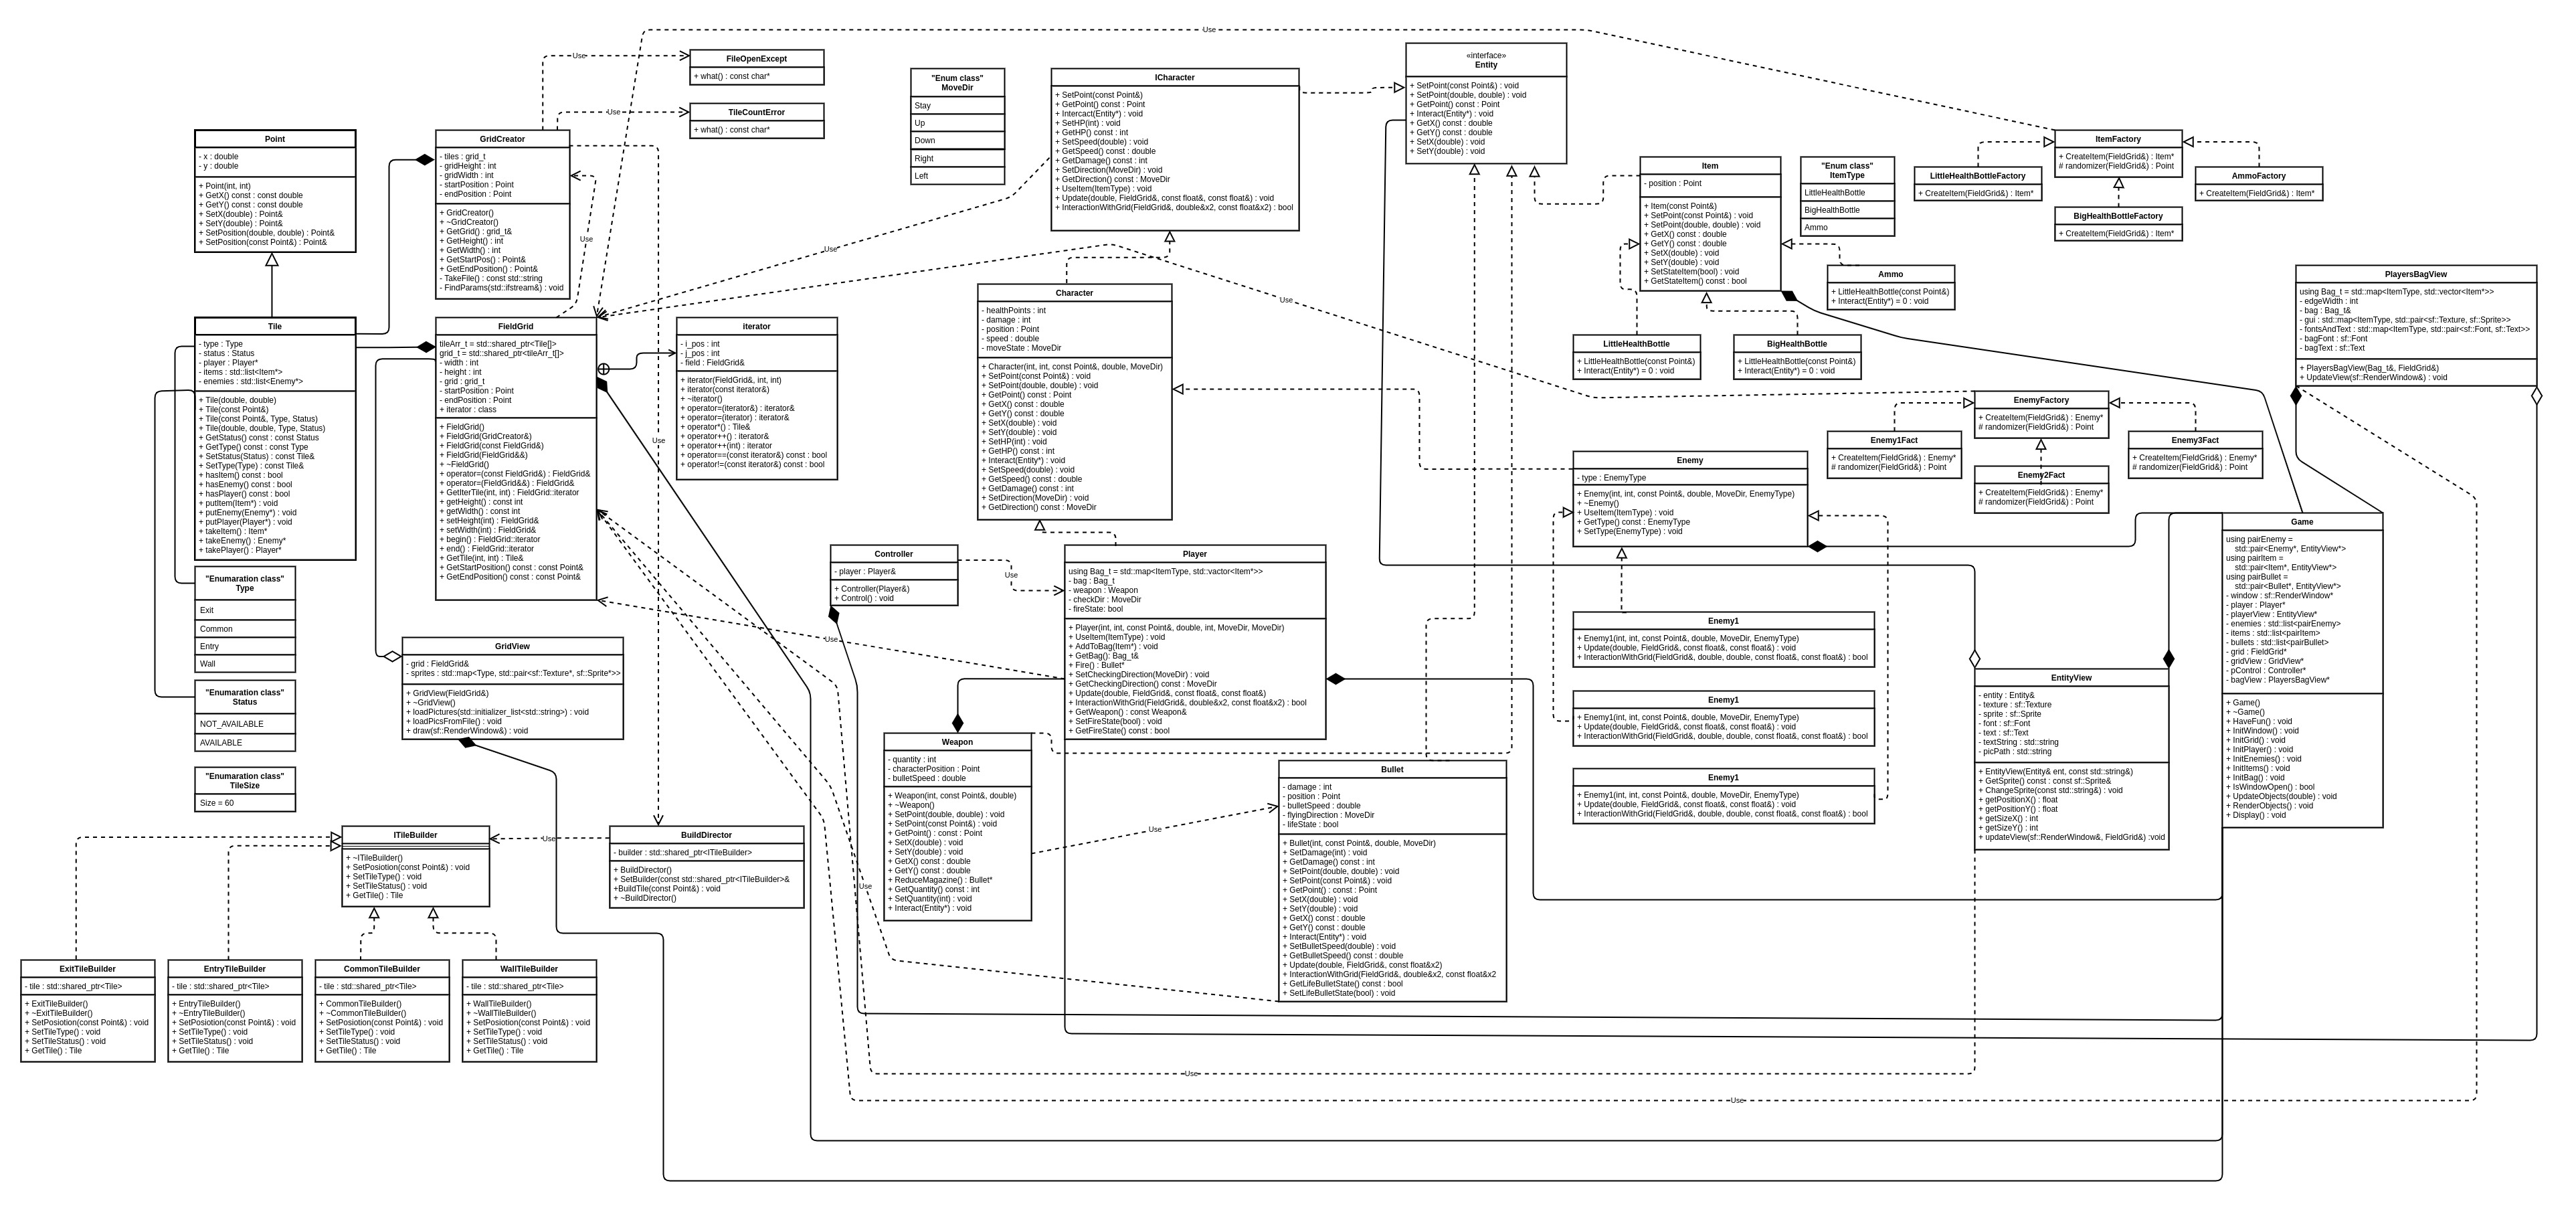 Use
FileOpenExcept
+ what() : const char*
Use
TileCountError
+ what() : const char*
"Enum class"
MoveDir
Stay
Up
Down
Right
Left
ICharacter
+ SetPoint(const Point&)
+ GetPoint() const : Point
+ Intercact(Entity*) : void
+ SetHP(int) : void
+ GetHP() const : int
+ SetSpeed(double) : void
+ GetSpeed() const : double
+ GetDamage() const : int
+ SetDirection(MoveDir) : void
+ GetDirection() const : MoveDir
+ UseItem(ItemType) : void
+ Update(double, FieldGrid&, const float&, const float&) : void
+ InteractionWithGrid(FieldGrid&, double&x2, const float&x2) : bool
Use
«interface»
Entity
+ SetPoint(const Point&) : void
+ SetPoint(double, double) : void
+ GetPoint() const : Point
+ Interact(Entity*) : void
+ GetX() const : double
+ GetY() const : double
+ SetX(double) : void
+ SetY(double) : void
Point
- x : double
- y : double
+ Point(int, int)
+ GetX() const : const double
+ GetY() const : const double
+ SetX(double) : Point&
+ SetY(double) : Point&
+ SetPosition(double, double) : Point&
+ SetPosition(const Point&) : Point&
GridCreator
- tiles : grid_t
- gridHeight : int
- gridWidth : int
- startPosition : Point
- endPosition : Point
+ GridCreator()
+ ~GridCreator()
+ GetGrid() : grid_t&
+ GetHeight() : int
+ GetWidth() : int
+ GetStartPos() : Point&
+ GetEndPosition() : Point&
- TakeFile() : const std::string
- FindParams(std::ifstream&) : void
Use
Use
Item
- position : Point
+ Item(const Point&)
+ SetPoint(const Point&) : void
+ SetPoint(double, double) : void
+ GetX() const : double
+ GetY() const : double
+ SetX(double) : void
+ SetY(double) : void
+ SetStateItem(bool) : void
+ GetStateItem() const : bool
"Enum class"
ItemType
LittleHealthBottle
BigHealthBottle
Ammo
LittleHealthBottleFactory
+ CreateItem(FieldGrid&) : Item*
ItemFactory
+ CreateItem(FieldGrid&) : Item*
# randomizer(FieldGrid&) : Point
AmmoFactory
+ CreateItem(FieldGrid&) : Item*
BigHealthBottleFactory
+ CreateItem(FieldGrid&) : Item*
Ammo
+ LittleHealthBottle(const Point&)
+ Interact(Entity*) = 0 : void
LittleHealthBottle
+ LittleHealthBottle(const Point&)
+ Interact(Entity*) = 0 : void
BigHealthBottle
+ LittleHealthBottle(const Point&)
+ Interact(Entity*) = 0 : void
PlayersBagView
using Bag_t = std::map<ItemType, std::vector<Item*>>
- edgeWidth : int
- bag : Bag_t&
- gui : std::map<ItemType, std::pair<sf::Texture, sf::Sprite>>
- fontsAndText : std::map<ItemType, std::pair<sf::Font, sf::Text>>
- bagFont : sf::Font
- bagText : sf::Text
+ PlayersBagView(Bag_t&, FieldGrid&)
+ UpdateView(sf::RenderWindow&) : void
Tile
- type : Type
- status : Status
- player : Player*
- items : std::list<Item*>
- enemies : std::list<Enemy*>
+ Tile(double, double)
+ Tile(const Point&)
+ Tile(const Point&, Type, Status)
+ Tile(double, double, Type, Status)
+ GetStatus() const : const Status
+ GetType() const : const Type
+ SetStatus(Status) : const Tile&
+ SetType(Type) : const Tile&
+ hasItem() const : bool
+ hasEnemy() const : bool
+ hasPlayer() const : bool
+ putItem(Item*) : void
+ putEnemy(Enemy*) : void
+ putPlayer(Player*) : void
+ takeItem() : Item*
+ takeEnemy() : Enemy*
+ takePlayer() : Player*
FieldGrid
tileArr_t = std::shared_ptr<Tile[]>
grid_t = std::shared_ptr<tileArr_t[]>
- width : int
- height : int
- grid : grid_t
- startPosition : Point
- endPosition : Point
+ iterator : class
+ FieldGrid()
+ FieldGrid(GridCreator&)
+ FieldGrid(const FieldGrid&)
+ FieldGrid(FieldGrid&&)
+ ~FieldGrid()
+ operator=(const FieldGrid&) : FieldGrid&
+ operator=(FieldGrid&&) : FieldGrid&
+ GetIterTile(int, int) : FieldGrid::iterator
+ getHeight() : const int
+ getWidth() : const int
+ setHeight(int) : FieldGrid&
+ setWidth(int) : FieldGrid&
+ begin() : FieldGrid::iterator
+ end() : FieldGrid::iterator
+ GetTile(int, int) : Tile&
+ GetStartPosition() const : const Point&
+ GetEndPosition() const : const Point&
iterator
- i_pos : int
- j_pos : int
- field : FieldGrid&
+ iterator(FieldGrid&, int, int)
+ iterator(const iterator&)
+ ~iterator()
+ operator=(iterator&) : iterator&
+ operator=(iterator) : iterator&
+ operator*() : Tile&
+ operator++() : iterator&
+ operator++(int) : iterator
+ operator==(const iterator&) const : bool
+ operator!=(const iterator&) const : bool
Use
Character
- healthPoints : int
- damage : int
- position : Point
- speed : double
- moveState : MoveDir
+ Character(int, int, const Point&, double, MoveDir)
+ SetPoint(const Point&) : void
+ SetPoint(double, double) : void
+ GetPoint() const : Point
+ GetX() const : double
+ GetY() const : double
+ SetX(double) : void
+ SetY(double) : void
+ SetHP(int) : void
+ GetHP() const : int
+ Interact(Entity*) : void
+ SetSpeed(double) : void
+ GetSpeed() const : double
+ GetDamage() const : int
+ SetDirection(MoveDir) : void
+ GetDirection() const : MoveDir
Use
Enemy
- type : EnemyType
+ Enemy(int, int, const Point&, double, MoveDir, EnemyType)
+ ~Enemy()
+ UseItem(ItemType) : void
+ GetType() const : EnemyType
+ SetType(EnemyType) : void
EnemyFactory
+ CreateItem(FieldGrid&) : Enemy*
# randomizer(FieldGrid&) : Point
Enemy1Fact
+ CreateItem(FieldGrid&) : Enemy*
# randomizer(FieldGrid&) : Point
Enemy2Fact
+ CreateItem(FieldGrid&) : Enemy*
# randomizer(FieldGrid&) : Point
Enemy3Fact
+ CreateItem(FieldGrid&) : Enemy*
# randomizer(FieldGrid&) : Point
Game
using pairEnemy =
std::pair<Enemy*, EntityView*>
using pairItem =
std::pair<Item*, EntityView*>
using pairBullet =
std::pair<Bullet*, EntityView*>
- window : sf::RenderWindow*
- player : Player*
- playerView : EntityView*
- enemies : std::list<pairEnemy>
- items : std::list<pairItem>
- bullets : std::list<pairBullet>
- grid : FieldGrid*
- gridView : GridView*
- pControl : Controller*
- bagView : PlayersBagView*
+ Game()
+ ~Game()
+ HaveFun() : void
+ InitWindow() : void
+ InitGrid() : void
+ InitPlayer() : void
+ InitEnemies() : void
+ InitItems() : void
+ InitBag() : void
+ IsWindowOpen() : bool
+ UpdateObjects(double) : void
+ RenderObjects() : void
+ Display() : void
Controller
- player : Player&
+ Controller(Player&)
+ Control() : void
Use
Player
using Bag_t = std::map<ItemType, std::vactor<Item*>>
- bag : Bag_t
- weapon : Weapon
- checkDir : MoveDir
- fireState: bool
+ Player(int, int, const Point&, double, int, MoveDir, MoveDir)
+ UseItem(ItemType) : void
+ AddToBag(Item*) : void
+ GetBag(): Bag_t&
+ Fire() : Bullet*
+ SetCheckingDirection(MoveDir) : void
+ GetCheckingDirection() const : MoveDir
+ Update(double, FieldGrid&, const float&, const float&)
+ InteractionWithGrid(FieldGrid&, double&x2, const float&x2) : bool
+ GetWeapon() : const Weapon&
+ SetFireState(bool) : void
+ GetFireState() const : bool
Use
"Enumaration class"
Type
Exit
Common
Entry
Wall
"Enumaration class"
Status
NOT_AVAILABLE
AVAILABLE
"Enumaration class"
TileSize
Size = 60
GridView
- grid : FieldGrid&
- sprites : std::map<Type, std::pair<sf::Texture*, sf::Sprite*>>
+ GridView(FieldGrid&)
+ ~GridView()
+ loadPictures(std::initializer_list<std::string>) : void
+ loadPicsFromFile() : void
+ draw(sf::RenderWindow&) : void
Enemy1
+ Enemy1(int, int, const Point&, double, MoveDir, EnemyType)
+ Update(double, FieldGrid&, const float&, const float&) : void
+ InteractionWithGrid(FieldGrid&, double, double, const float&, const float&) : bool
Enemy1
+ Enemy1(int, int, const Point&, double, MoveDir, EnemyType)
+ Update(double, FieldGrid&, const float&, const float&) : void
+ InteractionWithGrid(FieldGrid&, double, double, const float&, const float&) : bool
Enemy1
+ Enemy1(int, int, const Point&, double, MoveDir, EnemyType)
+ Update(double, FieldGrid&, const float&, const float&) : void
+ InteractionWithGrid(FieldGrid&, double, double, const float&, const float&) : bool
EntityView
- entity : Entity&
- texture : sf::Texture
- sprite : sf::Sprite
- font : sf::Font
- text : sf::Text
- textString : std::string
- picPath : std::string
+ EntityView(Entity& ent, const std::string&)
+ GetSprite() const : const sf::Sprite&
+ ChangeSprite(const std::string&) : void
+ getPositionX() : float
+ getPositionY() : float
+ getSizeX() : int
+ getSizeY() : int
+ updateView(sf::RenderWindow&, FieldGrid&) :void
Weapon
- quantity : int
- characterPosition : Point
- bulletSpeed : double
+ Weapon(int, const Point&, double)
+ ~Weapon()
+ SetPoint(double, double) : void
+ SetPoint(const Point&) : void
+ GetPoint() : const : Point
+ SetX(double) : void
+ SetY(double) : void
+ GetX() const : double
+ GetY() const : double
+ ReduceMagazine() : Bullet*
+ GetQuantity() const : int
+ SetQuantity(int) : void
+ Interact(Entity*) : void
Use
Bullet
- damage : int
- position : Point
- bulletSpeed : double
- flyingDirection : MoveDir
- lifeState : bool
+ Bullet(int, const Point&, double, MoveDir)
+ SetDamage(int) : void
+ GetDamage() const : int
+ SetPoint(double, double) : void
+ SetPoint(const Point&) : void
+ GetPoint() : const : Point
+ SetX(double) : void
+ SetY(double) : void
+ GetX() const : double
+ GetY() const : double
+ Interact(Entity*) : void
+ SetBulletSpeed(double) : void
+ GetBulletSpeed() const : double
+ Update(double, FieldGrid&, const float&x2)
+ InteractionWithGrid(FieldGrid&, double&x2, const float&x2
+ GetLifeBulletState() const : bool
+ SetLifeBulletState(bool) : void
ITileBuilder
+ ~ITileBuilder()
+ SetPosiotion(const Point&) : void
+ SetTileType() : void
+ SetTileStatus() : void
+ GetTile() : Tile
Use
BuildDirector
- builder : std::shared_ptr<ITileBuilder>
+ BuildDirector()
+ SetBuilder(const std::shared_ptr<ITileBuilder>&
+BuildTile(const Point&) : void
+ ~BuildDirector()
Use
ExitTileBuilder
- tile : std::shared_ptr<Tile>
+ ExitTileBuilder()
+ ~ExitTileBuilder()
+ SetPosiotion(const Point&) : void
+ SetTileType() : void
+ SetTileStatus() : void
+ GetTile() : Tile
EntryTileBuilder
- tile : std::shared_ptr<Tile>
+ EntryTileBuilder()
+ ~EntryTileBuilder()
+ SetPosiotion(const Point&) : void
+ SetTileType() : void
+ SetTileStatus() : void
+ GetTile() : Tile
CommonTileBuilder
- tile : std::shared_ptr<Tile>
+ CommonTileBuilder()
+ ~CommonTileBuilder()
+ SetPosiotion(const Point&) : void
+ SetTileType() : void
+ SetTileStatus() : void
+ GetTile() : Tile
WallTileBuilder
- tile : std::shared_ptr<Tile>
+ WallTileBuilder()
+ ~WallTileBuilder()
+ SetPosiotion(const Point&) : void
+ SetTileType() : void
+ SetTileStatus() : void
+ GetTile() : Tile
Use
Use